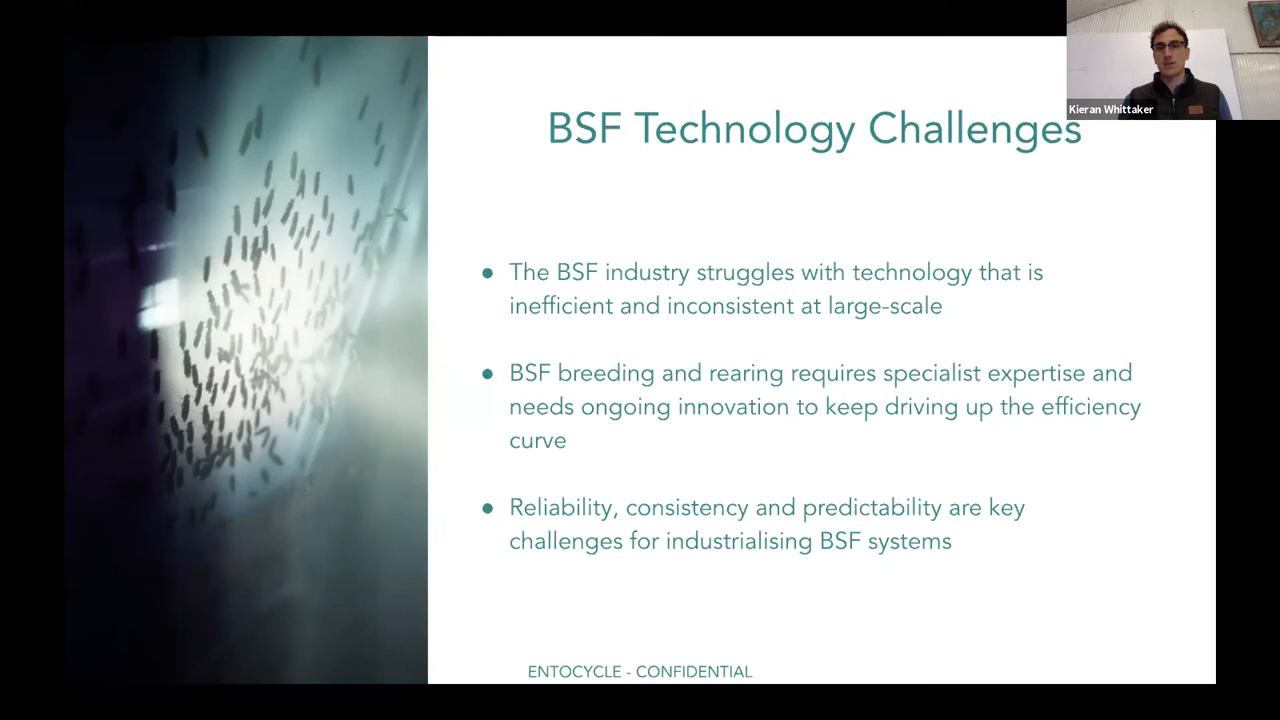 Kieran Whittaker
BSF Technology Challenges
● The BSF industry struggles with technology that is
inefficient and inconsistent at large-scale
● BSF breeding and rearing requires specialist expertise and
needs ongoing innovation to keep driving up the efficiency
curve
● Reliability, consistency and predictability are key
challenges for industrialising BSF systems
ENTOCYCLE - CONFIDENTIAL